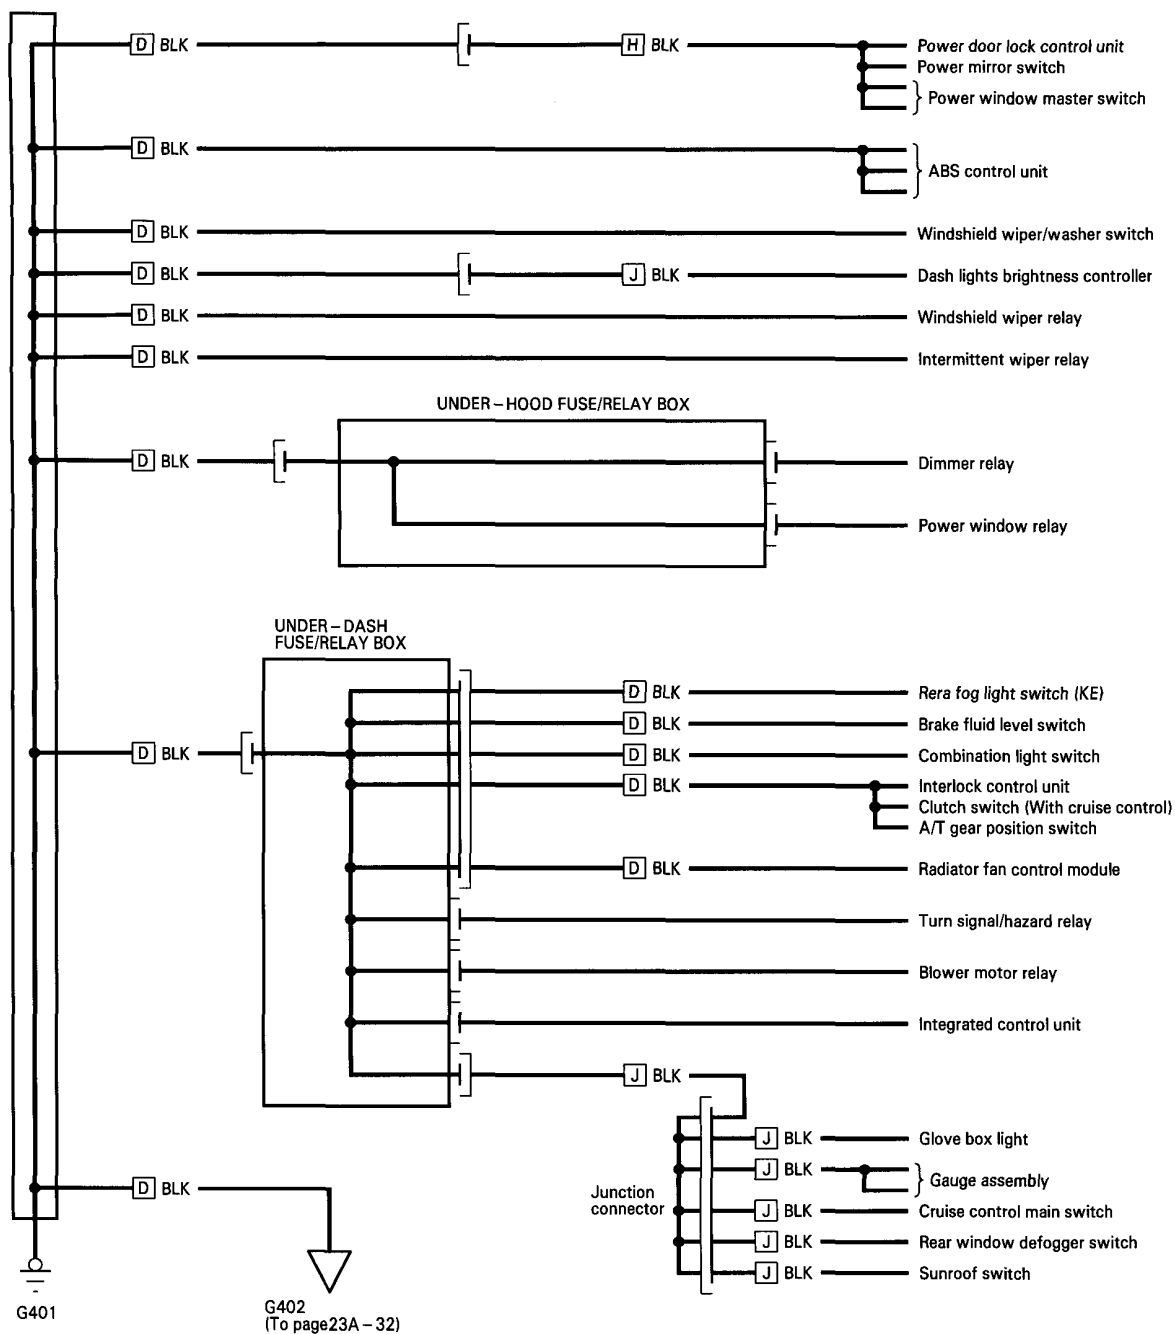 D BLK H BLK Power door lock control unit
Power mirror switch
Power window master switch
D BLK ABS control unit
D BLK Windshield wiper/washer switch
D BLK J BLK Dash lights brightness controller
D BLK Windshield wiper relay
D BLK Intermittent wiper relay
UNDER–HOOD FUSE/RELAY BOX
D BLK Dimmer relay
Power window relay
UNDER–DASH
FUSE/RELAY BOX
D BLK Rera fog light switch (KE)
D BLK Brake fluid level switch
D BLK D BLK Combination light switch
D BLK Interlock control unit
Clutch switch (With cruise control)
A/T gear position switch
D BLK Radiator fan control module
Turn signal/hazard relay
Blower motor relay
Integrated control unit
J BLK
J BLK Glove box light
J BLK Gauge assembly
Junction
connector
J BLK Cruise control main switch
J BLK Rear window defogger switch
J BLK Sunroof switch
D BLK
G401
G402
(To page23A–32)